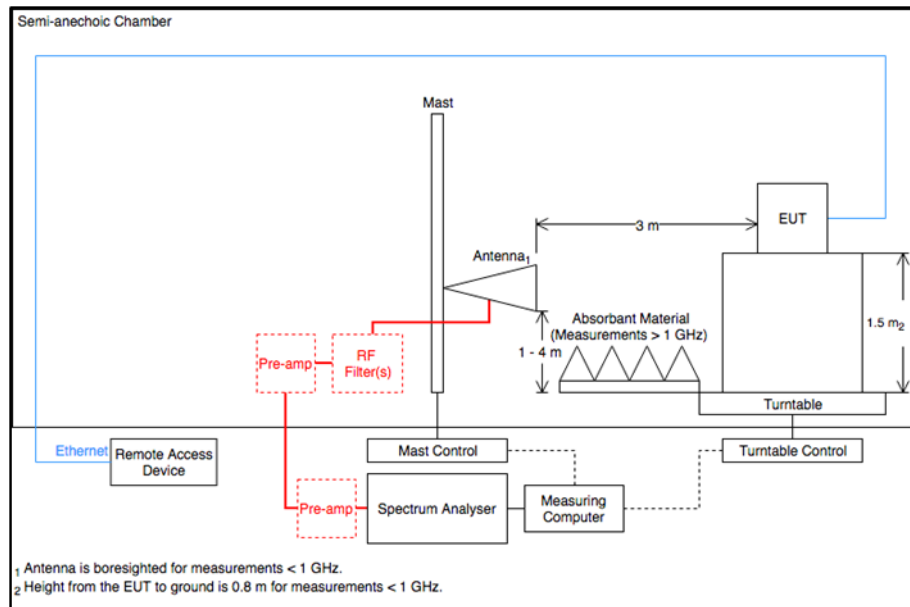 Semi-anechoic Chamber
Mast
EUT
3 m
Antenna1
1.5 m2
Absorbant Material
(Measurements > 1 GHz)
1 - 4 m
Pre-amp
RF
Filter(s)
Turntable
Ethernet
Remote Access
Device
Mast Control
Turntable Control
Pre-amp
Spectrum Analyser
Measuring
Computer
1 Antenna is boresighted for measurements < 1 GHz.
2 Height from the EUT to ground is 0.8 m for measurements < 1 GHz.